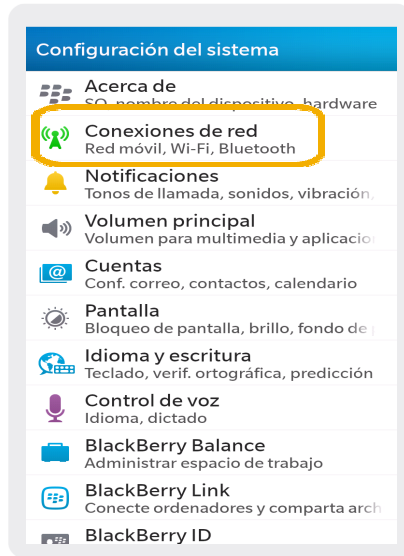 Configuración del sistema
Acerca de
SO, nombre del dispositivo, hardware
Conexiones de red
Red móvil, Wi-Fi, Bluetooth
Notificaciones
Tonos de llamada, sonidos, vibración,
Volumen principal
Volumen para multimedia y aplicacio
Cuentas
Conf. correo, contactos, calendario
Pantalla
Bloqueo de pantalla, brillo, fondo de
Idioma y escritura
Teclado, verif. ortográfica, predicción
Control de voz
Idioma, dictado
BlackBerry Balance
Administrar espacio de trabajo
BlackBerry Link
Conecte ordenadores y comparta arch
BlackBerry ID